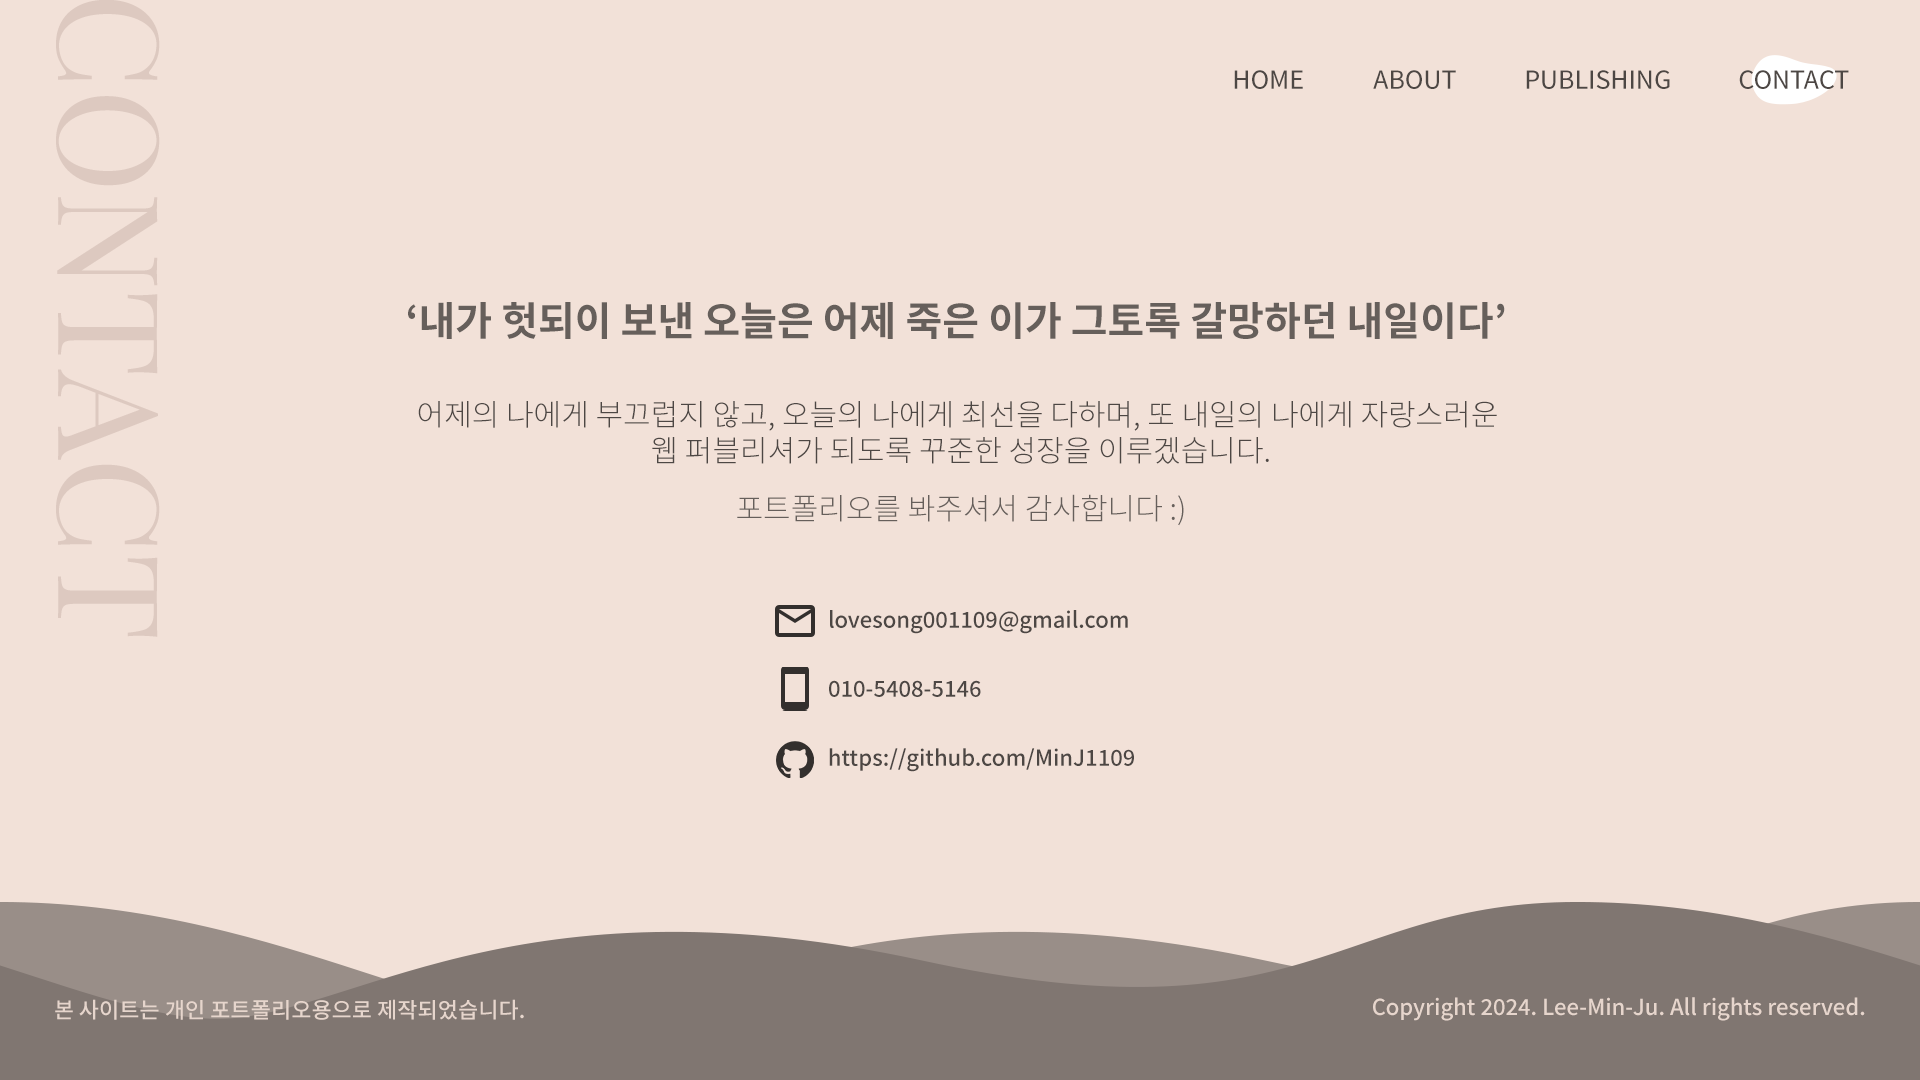 CONTACT
HOME ABOUT PUBLISHING CONTACT
‘내가 헛되이 보낸 오늘은 어제 죽은 이가 그토록 갈망하던 내일이다’
어제의 나에게 부끄럽지 않고, 오늘의 나에게 최선을 다하며, 또 내일의 나에게 자랑스러운
웹 퍼블리셔가 되도록 꾸준한 성장을 이루겠습니다.
포트폴리오를 봐주셔서 감사합니다 :)
lovesong001109@gmail.com
010-5408-5146
https://github.com/MinJ1109
본 사이트는 개인 포트폴리오용으로 제작되었습니다.
Copyright 2024. Lee-Min-Ju. All rights reserved.